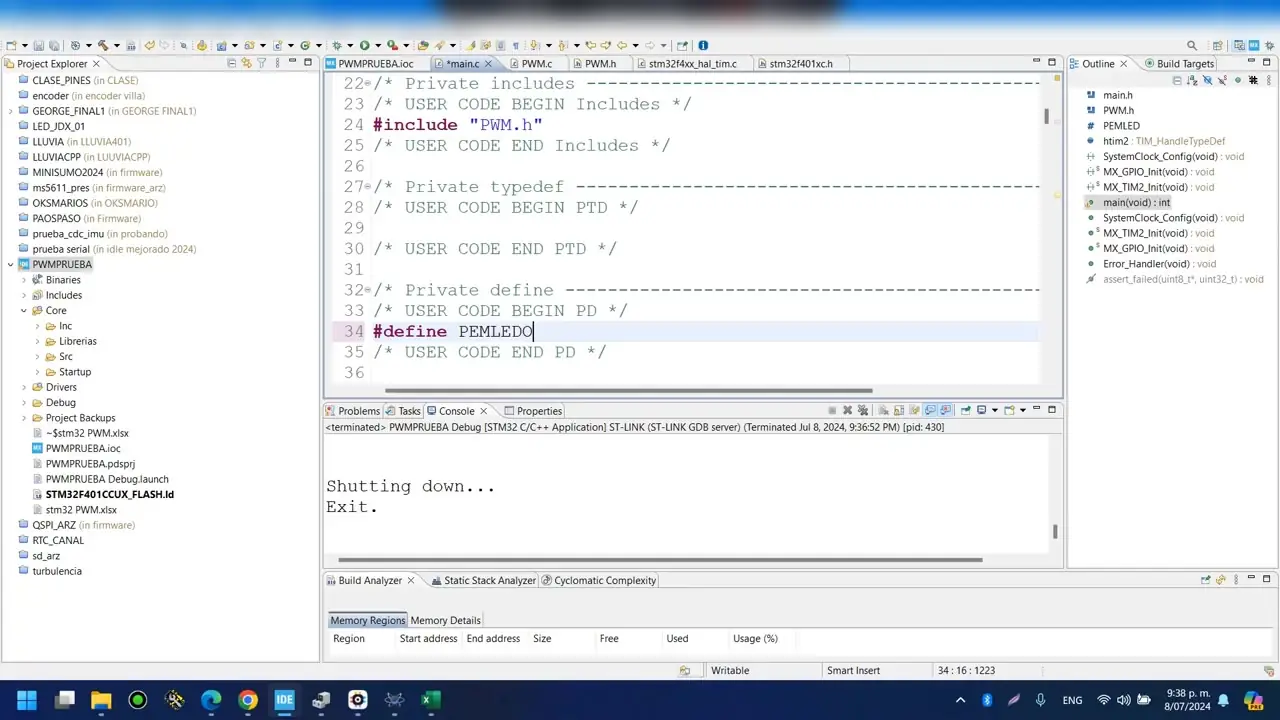 Project Explorer
CLASE_PINES (in CLASE)
encoder (in encoder villa)
GEORGE_FINAL1 (in GEORGE FINAL1)
LED_JDX_01
LLUVIA (in LLUVIA401)
LLUVIACPP (in LUUVIACPP)
MINISUMO2024 (in firmware)
ms5611_pres (in firmware_arz)
OKSMARIOS (in OKSMARIO)
PAOSPASO (in Firmware)
prueba_cdc_imu (in probando)
prueba serial (in idle mejorado 2024)
PWMPRUEBA
Binaries
Includes
Core
Inc
Librerias
Src
Startup
Drivers
Debug
Project Backups
~$stm32 PWM.xlsx
PWMPRUEBA.ioc
PWMPRUEBA.pdsprj
PWMPRUEBA Debug.launch
STM32F401CCUX_FLASH.ld
stm32 PWM.xlsx
QSPI_ARZ (in firmware)
RTC_CANAL
sd_arz
turbulencia
PWMPRUEBA.ioc *main.c PWM.c PWM.h stm32f4xx_hal_tim.c stm32f401xc.h
22 /* Private includes ------------------------------------------
23 /* USER CODE BEGIN Includes */
24 #include "PWM.h"
25 /* USER CODE END Includes */
26
27 /* Private typedef -------------------------------------------
28 /* USER CODE BEGIN PTD */
29
30 /* USER CODE END PTD */
31
32 /* Private define --------------------------------------------
33 /* USER CODE BEGIN PD */
34 #define PEMLEDO
35 /* USER CODE END PD */
36
Problems Tasks Console Properties
<terminated> PWMPRUEBA Debug [STM32 C/C++ Application] ST-LINK (ST-LINK GDB server) (Terminated Jul 8, 2024, 9:36:52 PM) [pid: 430]
Shutting down...
Exit.
Build Analyzer Static Stack Analyzer Cyclomatic Complexity
Memory Regions Memory Details
Region Start address End address Size Free Used Usage (%)
Outline Build Targets
main.h
PWM.h
PEMLED
htim2 : TIM_HandleTypeDef
SystemClock_Config(void) : void
MX_GPIO_Init(void) : void
MX_TIM2_Init(void) : void
main(void) : int
SystemClock_Config(void) : void
MX_TIM2_Init(void) : void
MX_GPIO_Init(void) : void
Error_Handler(void) : void
assert_failed(uint8_t*, uint32_t) : void
Writable Smart Insert 34 : 16 : 1223
IDE ENG 9:38 p. m.
8/07/2024